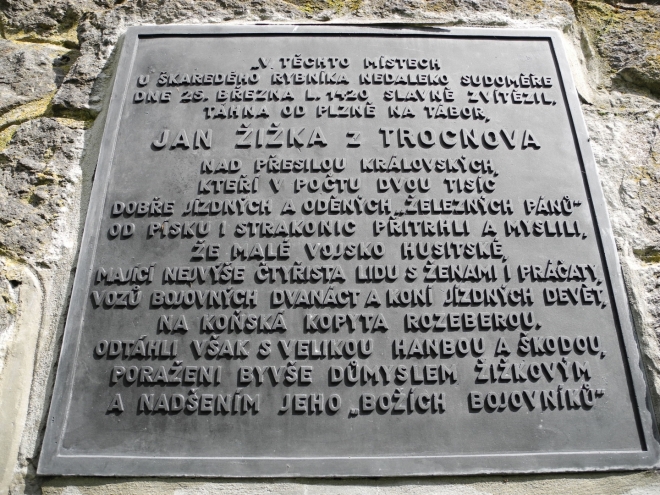 „V TĚCHTO MÍSTECH
U ŠKAREDÉHO RYBNÍKA NEDALEKO SUDOMĚŘE
DNE 25. BŘEZNA L. 1420 SLAVNĚ ZVÍTĚZIL,
TÁHNA OD PLZNĚ NA TÁBOR,
JAN ŽIŽKA z TROCNOVA
NAD PŘESILOU KRÁLOVSKÝCH,
KTEŘÍ V POČTU DVOU TISÍC
DOBŘE JÍZDNÝCH A ODĚNÝCH „ŽELEZNÝCH PÁNŮ“
OD PÍSKU I STRAKONIC PŘITRHLI A MYSLILI,
ŽE MALÉ VOJSKO HUSITSKÉ,
MAJÍCÍ NEJVÝŠE ČTYŘISTA LIDU S ŽENAMI I PRÁČATY,
VOZŮ BOJOVNÝCH DVANÁCT A KONÍ JÍZDNÝCH DEVĚT,
NA KOŇSKÁ KOPYTA ROZEBEROU.
ODTÁHLI VŠAK S VELIKOU HANBOU A ŠKODOU,
PORAŽENI BYVŠE DŮMYSLEM ŽIŽKOVÝM
A NADŠENÍM JEHO „BOŽÍCH BOJOVNÍKŮ“